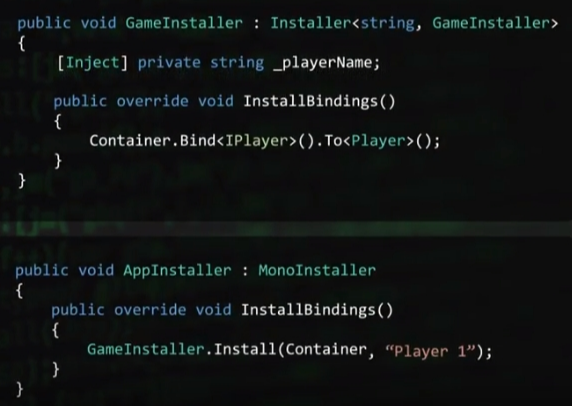 public void GameInstaller : Installer<string, GameInstaller>
{
[Inject] private string _playerName;
public override void InstallBindings()
{
Container.Bind<IPlayer>().To<Player>();
}
}
public void AppInstaller : MonoInstaller
{
public override void InstallBindings()
{
GameInstaller.Install(Container, “Player 1”);
}
}